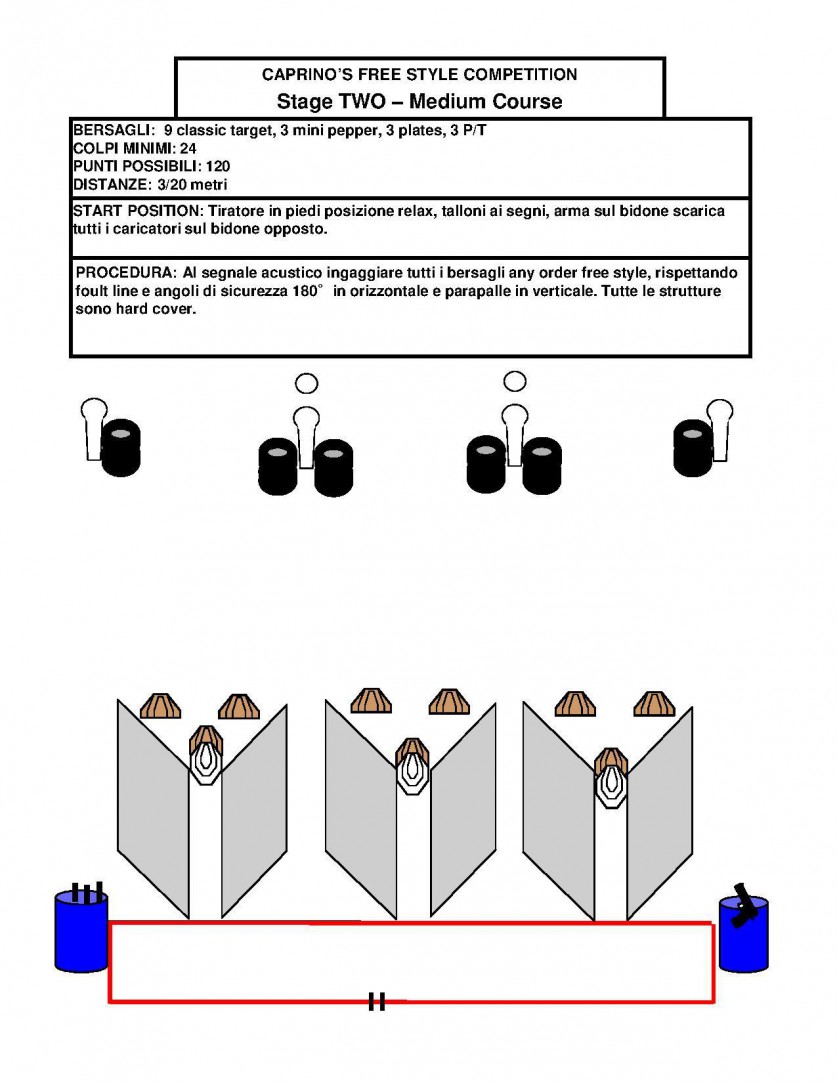 CAPRINO'S FREE STYLE COMPETITION
Stage TWO – Medium Course
BERSAGLI: 9 classic target, 3 mini pepper, 3 plates, 3 P/T
COLPI MINIMI: 24
PUNTI POSSIBILI: 120
DISTANZE: 3/20 metri
START POSITION: Tiratore in piedi posizione relax, talloni ai segni, arma sul bidone scarica
tutti i caricatori sul bidone opposto.
PROCEDURA: Al segnale acustico ingaggiare tutti i bersagli any order free style, rispettando
foult line e angoli di sicurezza 180° in orizzontale e parapalle in verticale. Tutte le strutture
sono hard cover.